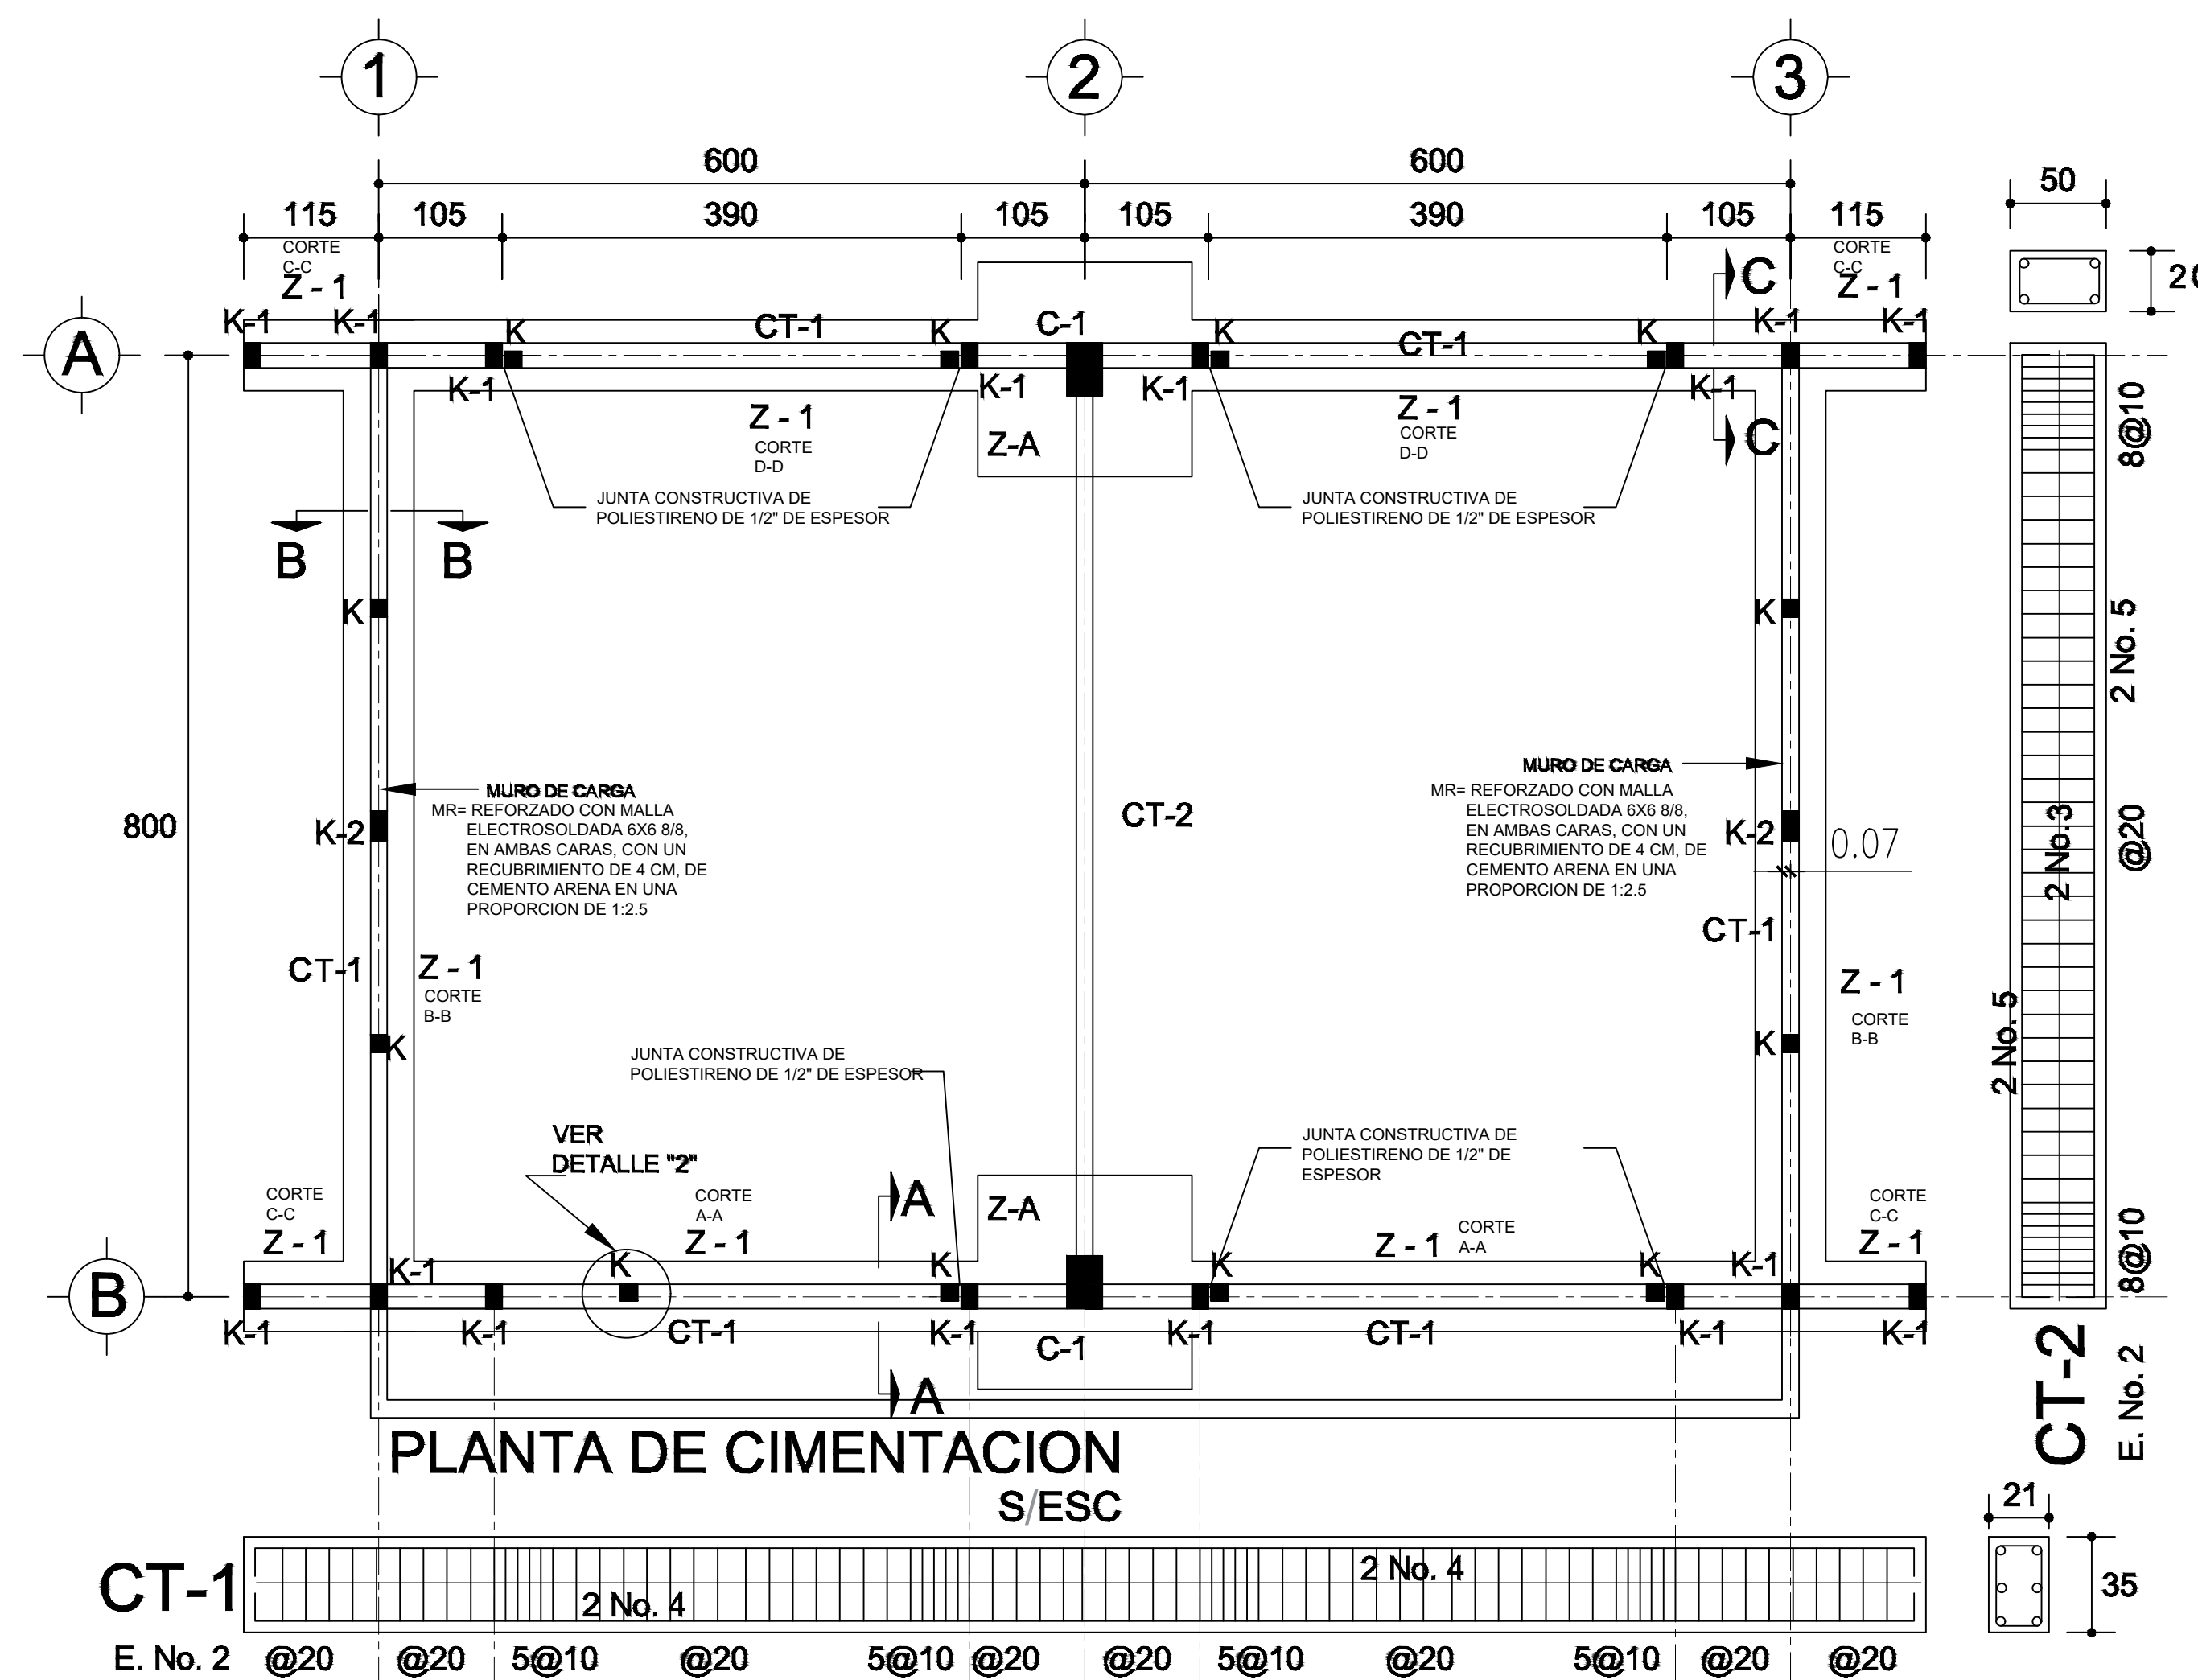 1
2
3
600
600
50
115
105
390
105
105
390
105
115
CORTE
C-C
Z - 1
CORTE
C-C
Z - 1
C
K-1
K-1
K
CT-1
K
C-1
K
CT-1
K
K-1
K-1
A
K-1
K-1
K-1
K-1
Z - 1
CORTE
D-D
Z-A
Z - 1
CORTE
D-D
C
8@10
JUNTA CONSTRUCTIVA DE
POLIESTIRENO DE 1/2" DE ESPESOR
JUNTA CONSTRUCTIVA DE
POLIESTIRENO DE 1/2" DE ESPESOR
B
B
K
K
2 No. 5
MURO DE CARGA
MR= REFORZADO CON MALLA
ELECTROSOLDADA 6X6 8/8,
EN AMBAS CARAS, CON UN
RECUBRIMIENTO DE 4 CM, DE
CEMENTO ARENA EN UNA
PROPORCION DE 1:2.5
MURO DE CARGA
MR= REFORZADO CON MALLA
ELECTROSOLDADA 6X6 8/8,
EN AMBAS CARAS, CON UN
RECUBRIMIENTO DE 4 CM, DE
CEMENTO ARENA EN UNA
PROPORCION DE 1:2.5
800
K-2
CT-2
K-2
0.07
2 No.3
@20
CT-1
CT-1
Z - 1
CORTE
B-B
Z - 1
CORTE
B-B
K
K
2 No. 5
JUNTA CONSTRUCTIVA DE
POLIESTIRENO DE 1/2" DE ESPESOR
VER
DETALLE "2"
JUNTA CONSTRUCTIVA DE
POLIESTIRENO DE 1/2" DE
ESPESOR
CORTE
C-C
Z - 1
CORTE
A-A
Z - 1
A
Z-A
Z - 1
CORTE
A-A
CORTE
C-C
Z - 1
8@10
K-1
K
K
K
K
K-1
B
K-1
K-1
CT-1
K-1
C-1
K-1
CT-1
K-1
K-1
A
CT-2
E. No. 2
PLANTA DE CIMENTACION
S/ESC
21
35
CT-1
2 No. 4
2 No. 4
E. No. 2
@20
@20
5@10
@20
5@10
@20
@20
5@10
@20
5@10
@20
@20